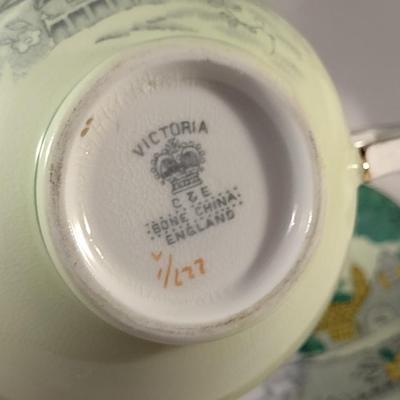 VICTORIA
C & E
BONE CHINA
ENGLAND